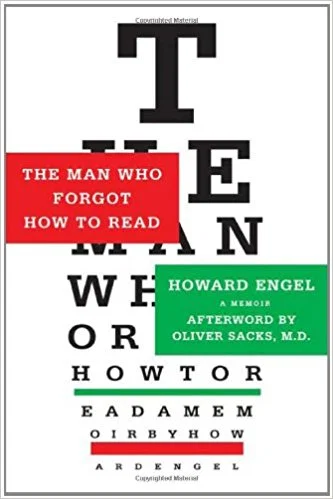 T
HE
THE MAN WHO
FORGOT
HOW TO READ
MAN
WH
OR
HOWARD ENGEL
A MEMOIR
AFTERWORD BY
OLIVER SACKS, M.D.
HOWTOR
EADAMEM
OIRBYHOW
ARDENGEL